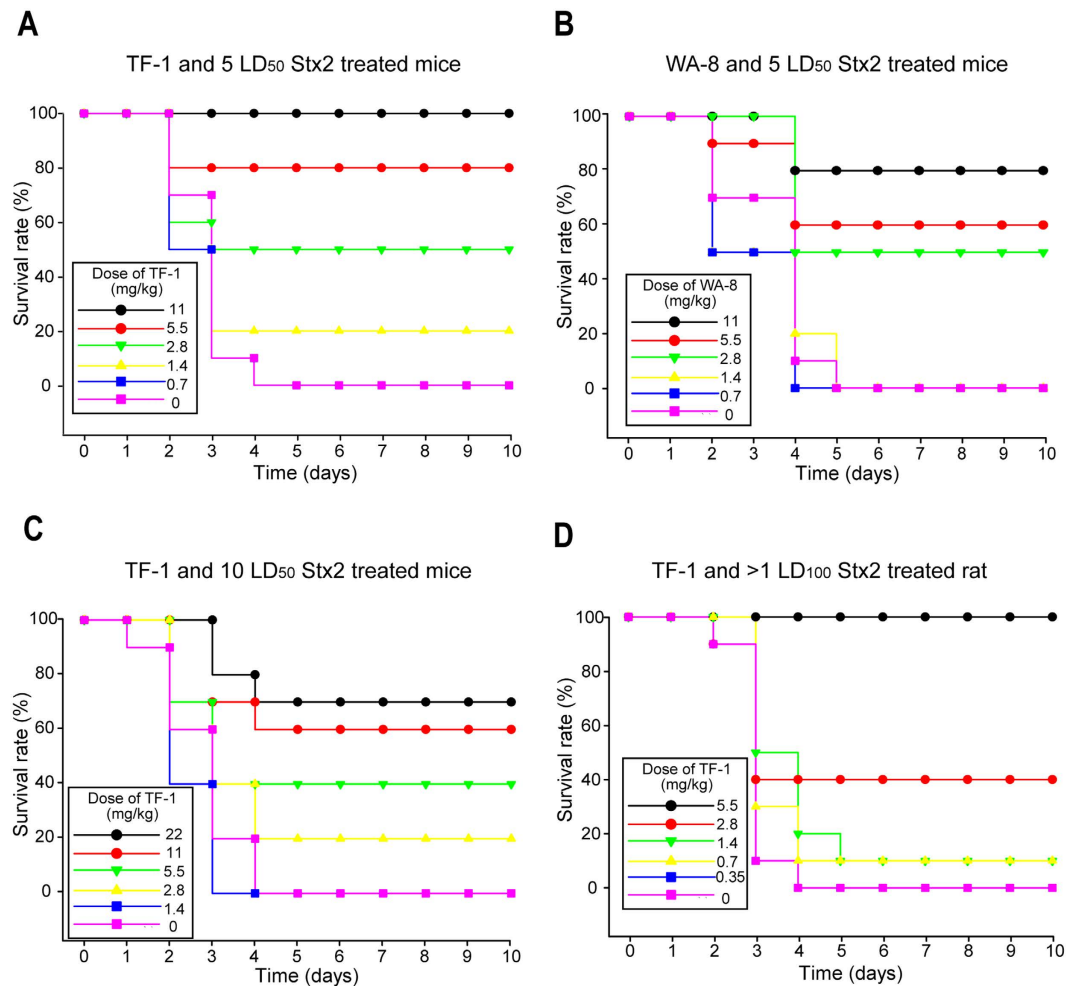 A
TF-1 and 5 LD50 Stx2 treated mice
Survival rate (%)
100
80
60
40
20
0
Dose of TF-1
(mg/kg)
11
5.5
2.8
1.4
0.7
0
0 1 2 3 4 5 6 7 8 9 10
Time (days)
B
WA-8 and 5 LD50 Stx2 treated mice
Survival rate (%)
100
80
60
40
20
0
Dose of WA-8
(mg/kg)
11
5.5
2.8
1.4
0.7
0
0 1 2 3 4 5 6 7 8 9 10
Time (days)
C
TF-1 and 10 LD50 Stx2 treated mice
Survival rate (%)
100
80
60
40
20
0
Dose of TF-1
(mg/kg)
22
11
5.5
2.8
1.4
0
0 1 2 3 4 5 6 7 8 9 10
Time (days)
D
TF-1 and >1 LD100 Stx2 treated rat
Survival rate (%)
100
80
60
40
20
0
Dose of TF-1
(mg/kg)
5.5
2.8
1.4
0.7
0.35
0
0 1 2 3 4 5 6 7 8 9 10
Time (days)